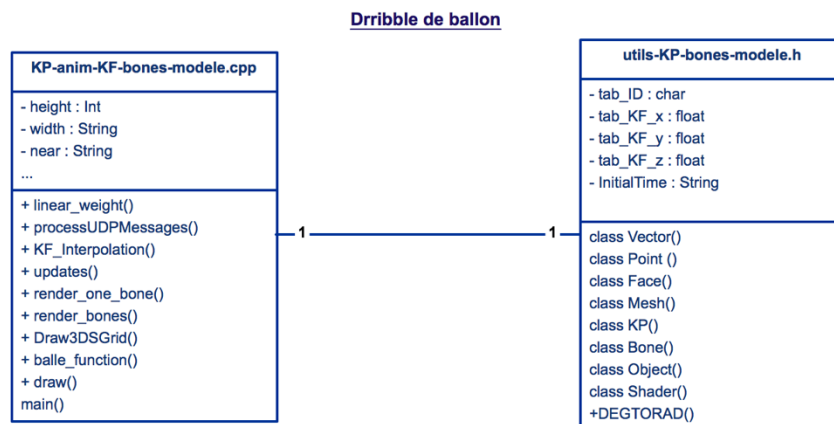 Drribble de ballon
KP-anim-KF-bones-modele.cpp
- height : Int
- width : String
- near : String
...
+ linear_weight()
+ processUDPMessages()
+ KF_Interpolation()
+ updates()
+ render_one_bone()
+ render_bones()
+ Draw3DSGrid()
+ balle_function()
+ draw()
main()
1
1
utils-KP-bones-modele.h
- tab_ID : char
- tab_KF_x : float
- tab_KF_y : float
- tab_KF_z : float
- InitialTime : String
class Vector()
class Point ()
class Face()
class Mesh()
class KP()
class Bone()
class Object()
class Shader()
+DEGTORAD()